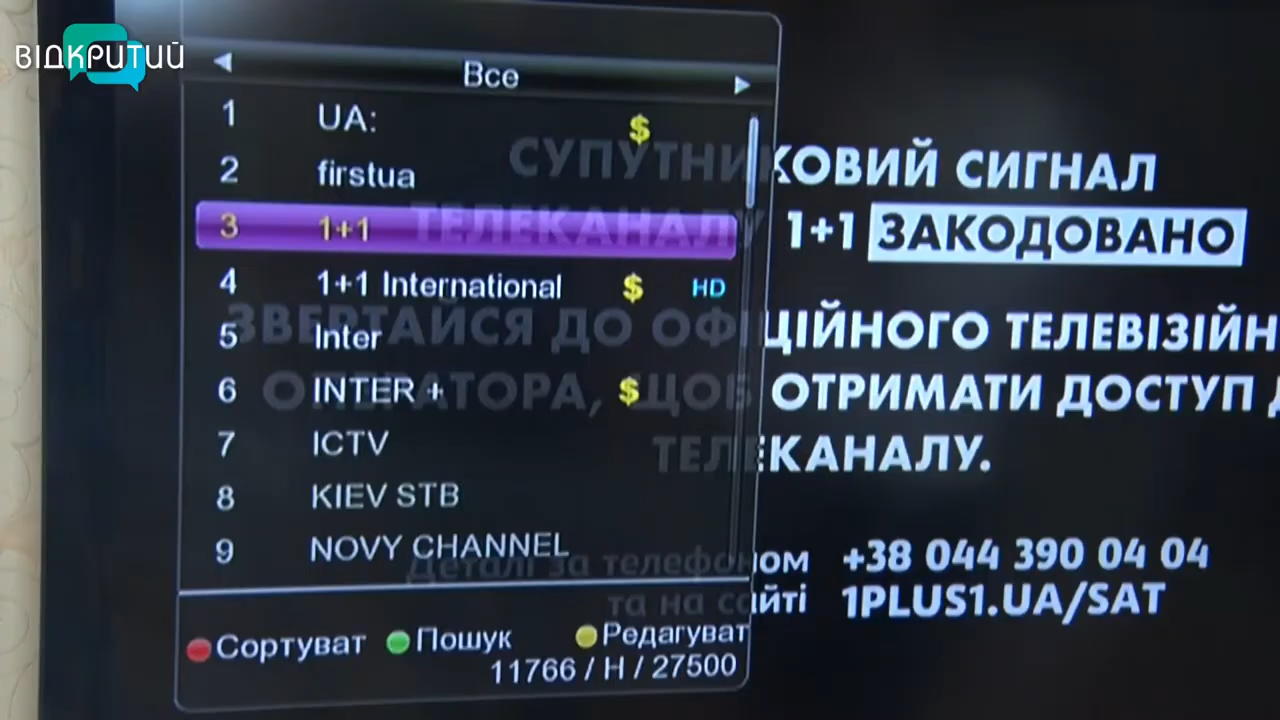 ВІДКРИТИЙ
Все
1 UA: $
2 firstua
3 1+1
4 1+1 International $ HD
5 Inter
6 INTER + $
7 ICTV
8 KIEV STB
9 NOVY CHANNEL
Сортуват Пошук Редагуват
11766 / H / 27500
СУПУТНИКОВИЙ СИГНАЛ
ТЕЛЕКАНАЛУ 1+1 ЗАКОДОВАНО
ЗВЕРТАЙСЯ ДО ОФІЦІЙНОГО ТЕЛЕВІЗІЙН
ОПЕРАТОРА, ЩОБ ОТРИМАТИ ДОСТУП Д
ТЕЛЕКАНАЛУ.
Деталі за телефоном +38 044 390 04 04
та на сайті 1PLUS1.UA/SAT